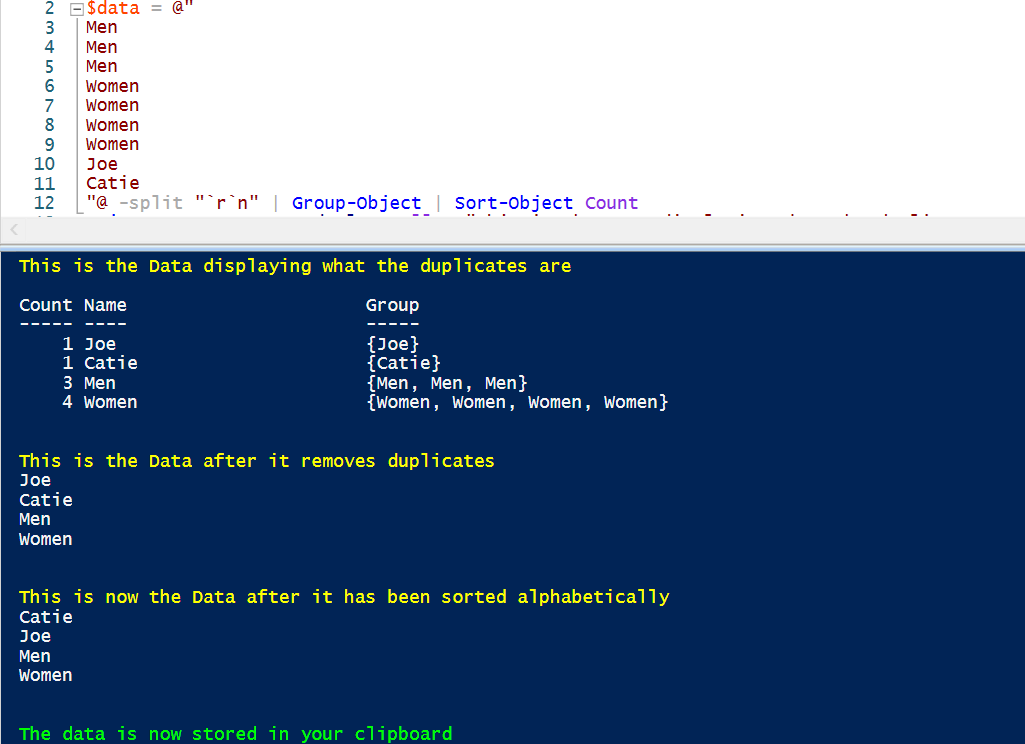 2 $data = @"
3 Men
4 Men
5 Men
6 Women
7 Women
8 Women
9 Women
10 Joe
11 Catie
12 "@ -split "`r`n" | Group-Object | Sort-Object Count
This is the Data displaying what the duplicates are
Count Name Group
----- ---- -----
1 Joe {Joe}
1 Catie {Catie}
3 Men {Men, Men, Men}
4 Women {Women, Women, Women, Women}
This is the Data after it removes duplicates
Joe
Catie
Men
Women
This is now the Data after it has been sorted alphabetically
Catie
Joe
Men
Women
The data is now stored in your clipboard